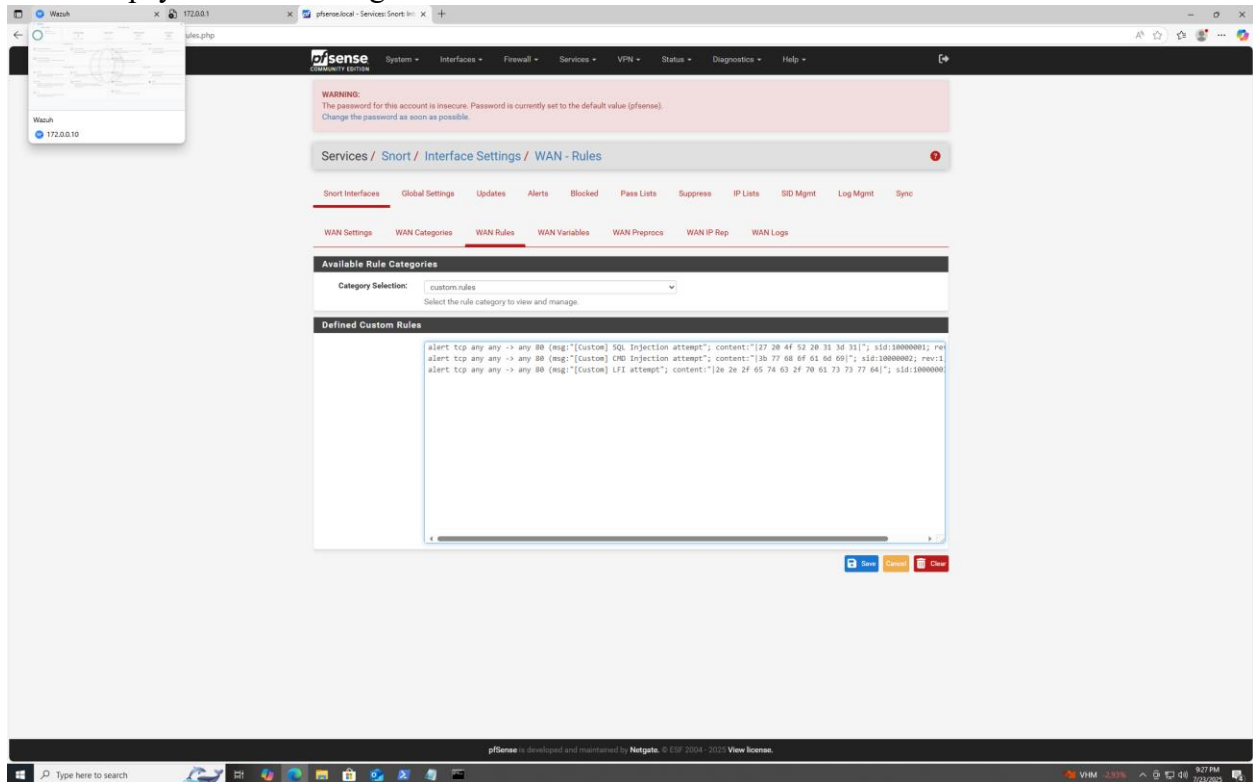 Wazuh
172.0.0.1
pfsense.local - Services: Snort: Int
ules.php
Wazuh
172.0.0.10
pfsense
COMMUNITY EDITION
System
Interfaces
Firewall
Services
VPN
Status
Diagnostics
Help
WARNING:
The password for this account is insecure. Password is currently set to the default value (pfsense).
Change the password as soon as possible.
Services / Snort / Interface Settings / WAN - Rules
Snort Interfaces
Global Settings
Updates
Alerts
Blocked
Pass Lists
Suppress
IP Lists
SID Mgmt
Log Mgmt
Sync
WAN Settings
WAN Categories
WAN Rules
WAN Variables
WAN Preprocs
WAN IP Rep
WAN Logs
Available Rule Categories
Category Selection:
custom.rules
Select the rule category to view and manage.
Defined Custom Rules
alert tcp any any -> any 80 (msg:"[Custom] SQL Injection attempt"; content:"|27 20 4f 52 20 31 3d 31|"; sid:10000001; rev
alert tcp any any -> any 80 (msg:"[Custom] CMD Injection attempt"; content:"|3b 77 68 6f 61 6d 69|"; sid:10000002; rev:1
alert tcp any any -> any 80 (msg:"[Custom] LFI attempt"; content:"|2e 2e 2f 65 74 63 2f 70 61 73 73 77 64|"; sid:1000000
Save
Cancel
Clear
pfSense is developed and maintained by Netgate. © ESF 2004 - 2025 View license.
Type here to search
VHM -2.93%
9:27 PM
7/23/2025